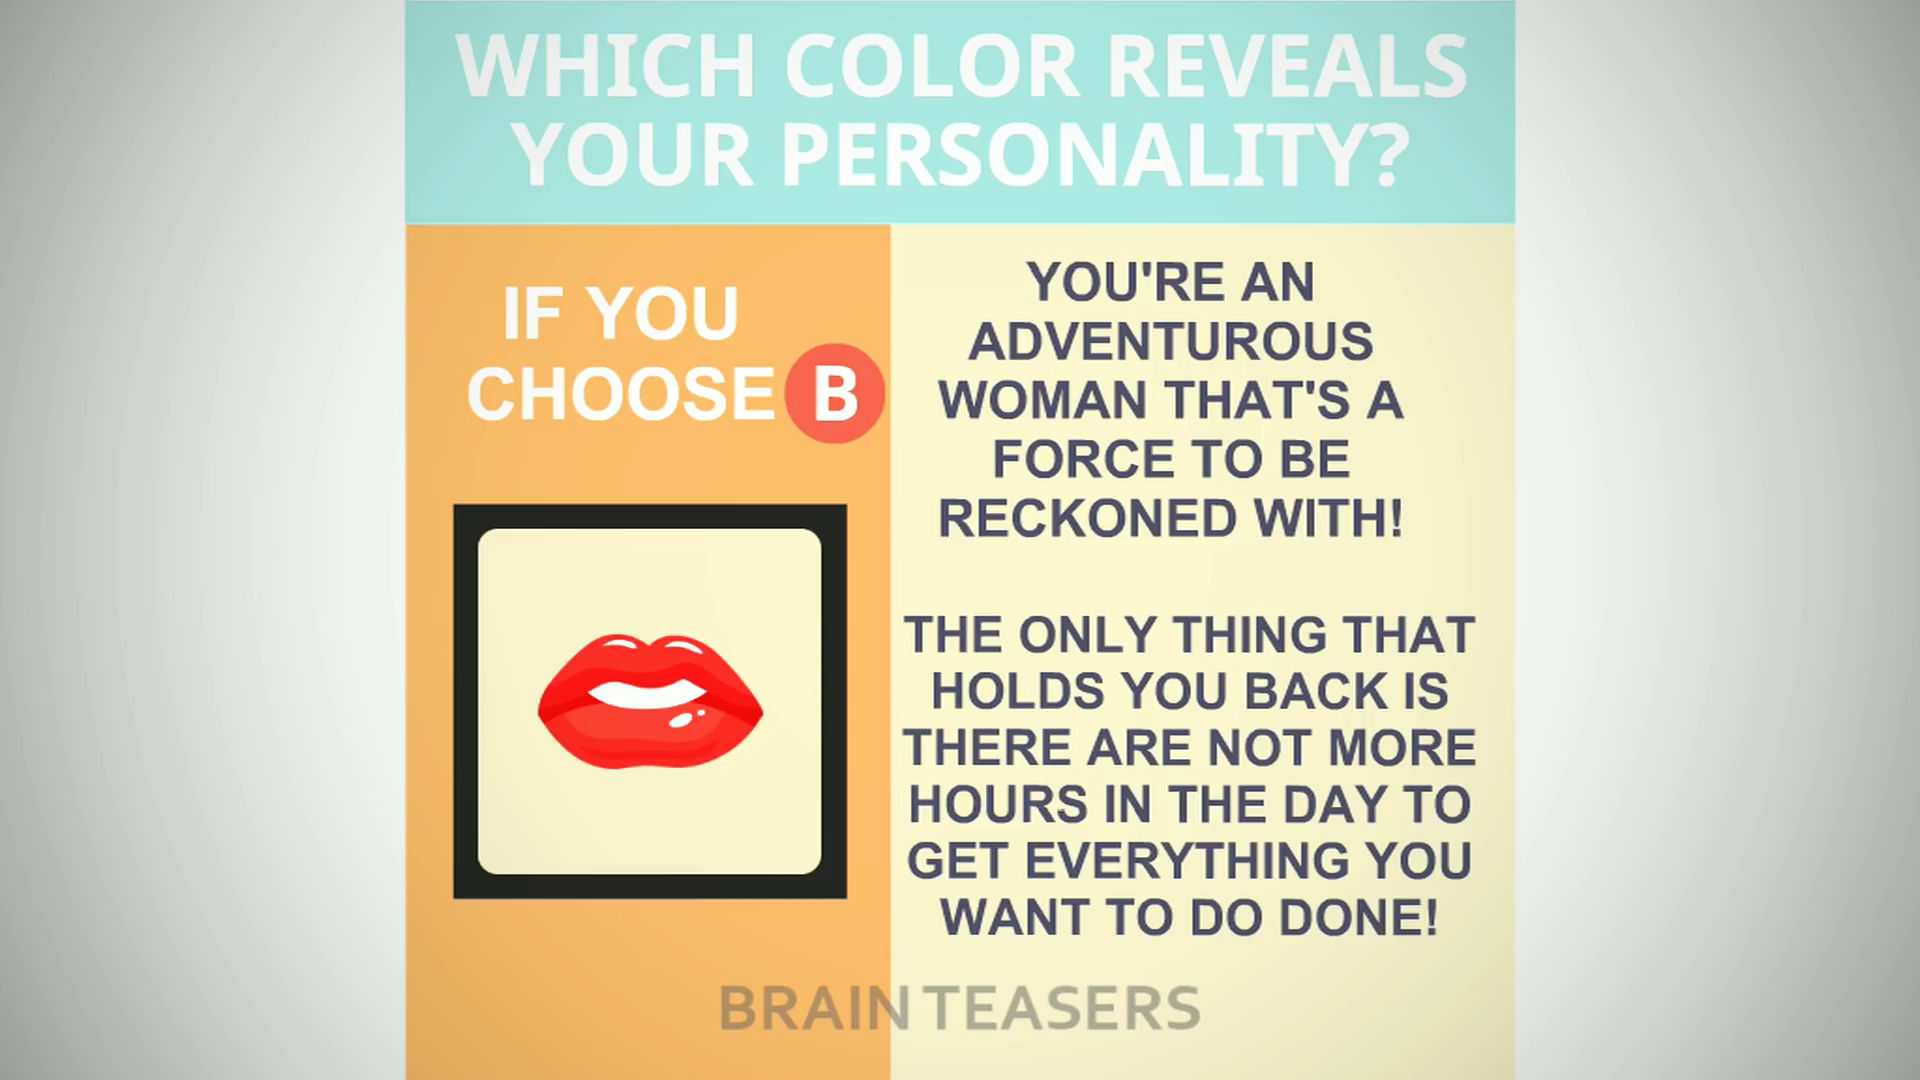 WHICH COLOR REVEALS
YOUR PERSONALITY?
IF YOU
CHOOSE B
YOU'RE AN
ADVENTUROUS
WOMAN THAT'S A
FORCE TO BE
RECKONED WITH!
THE ONLY THING THAT
HOLDS YOU BACK IS
THERE ARE NOT MORE
HOURS IN THE DAY TO
GET EVERYTHING YOU
WANT TO DO DONE!
BRAIN TEASERS